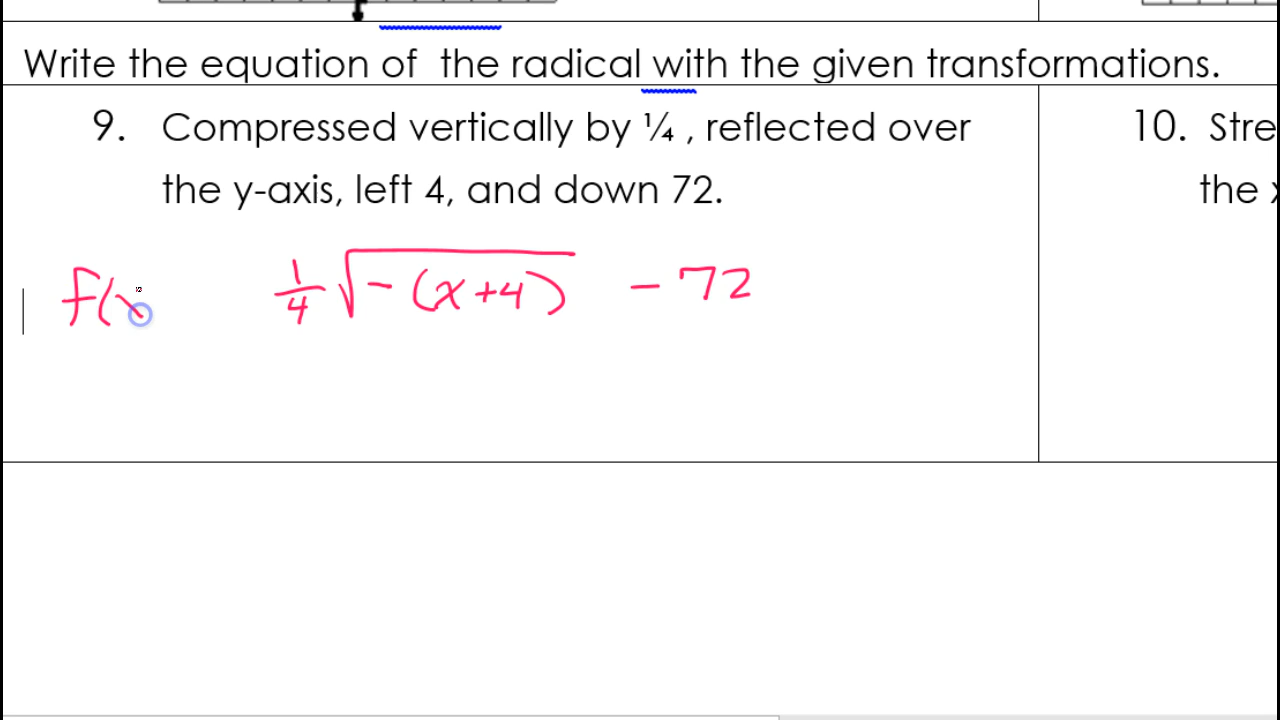 Write the equation of the radical with the given transformations.
9. Compressed vertically by ¼ , reflected over
the y-axis, left 4, and down 72.
10. Stre
the x
f(x 1/4 √-(x+4) - 72